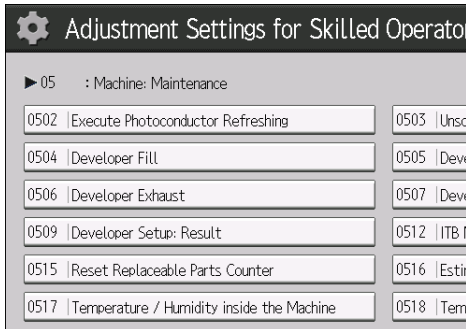 Adjustment Settings for Skilled Operator
▶ 05 : Machine: Maintenance
0502 Execute Photoconductor Refreshing
0503
0504 Developer Fill
0505
0506 Developer Exhaust
0507
0509 Developer Setup: Result
0512 ITB
0515 Reset Replaceable Parts Counter
0516
0517 Temperature / Humidity inside the Machine
0518